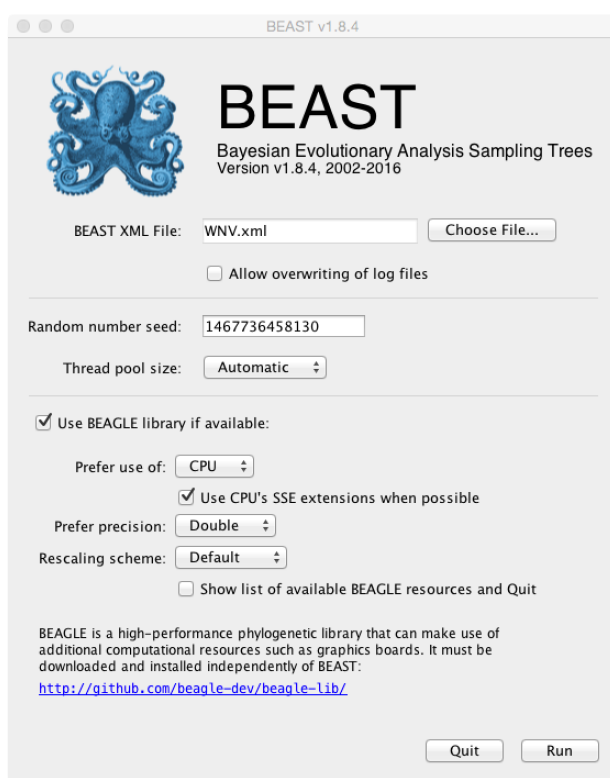 BEAST v1.8.4
BEAST
Bayesian Evolutionary Analysis Sampling Trees
Version v1.8.4, 2002-2016
BEAST XML File: WNV.xml Choose File...
Allow overwriting of log files
Random number seed: 1467736458130
Thread pool size: Automatic
Use BEAGLE library if available:
Prefer use of: CPU
Use CPU's SSE extensions when possible
Prefer precision: Double
Rescaling scheme: Default
Show list of available BEAGLE resources and Quit
BEAGLE is a high-performance phylogenetic library that can make use of
additional computational resources such as graphics boards. It must be
downloaded and installed independently of BEAST:
http://github.com/beagle-dev/beagle-lib/
Quit Run